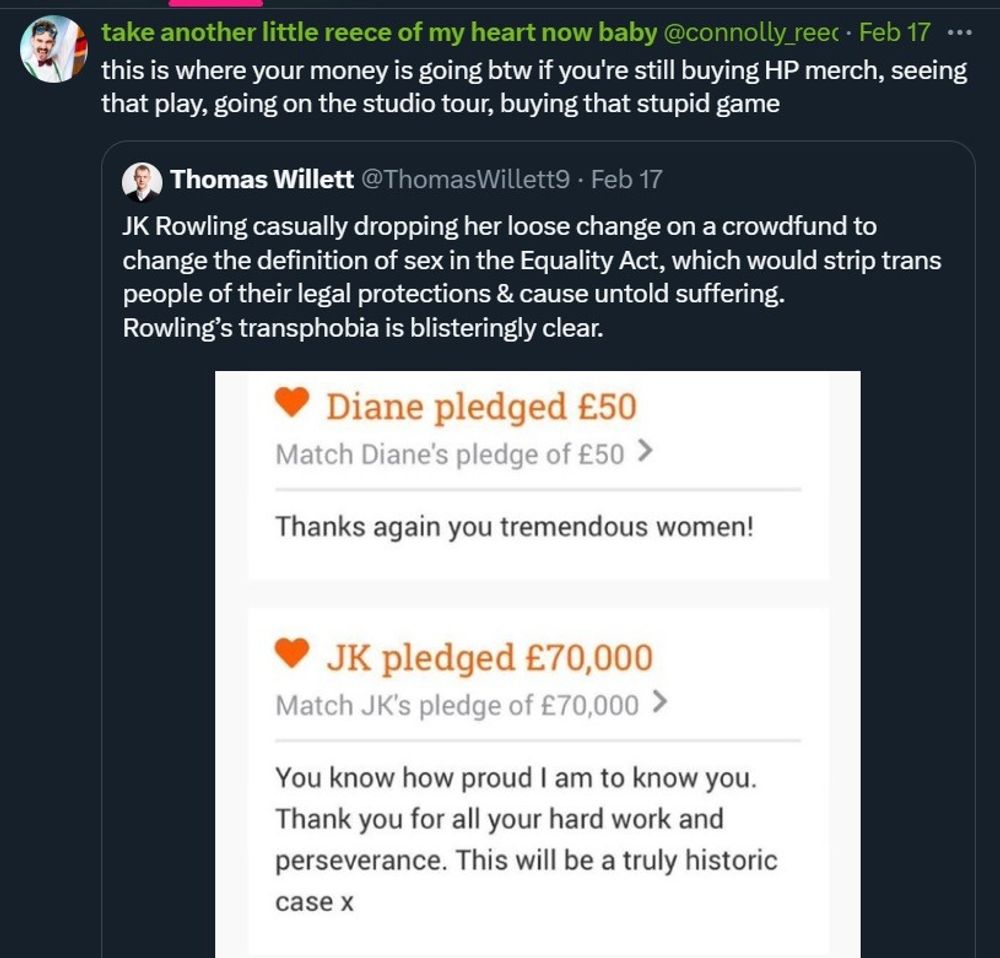 take another little reece of my heart now baby @connolly_reec · Feb 17 ...
this is where your money is going btw if you're still buying HP merch, seeing
that play, going on the studio tour, buying that stupid game
Thomas Willett @ThomasWillett9 · Feb 17
JK Rowling casually dropping her loose change on a crowdfund to
change the definition of sex in the Equality Act, which would strip trans
people of their legal protections & cause untold suffering.
Rowling’s transphobia is blisteringly clear.
Diane pledged £50
Match Diane's pledge of £50 >
Thanks again you tremendous women!
JK pledged £70,000
Match JK's pledge of £70,000 >
You know how proud I am to know you.
Thank you for all your hard work and
perseverance. This will be a truly historic
case x